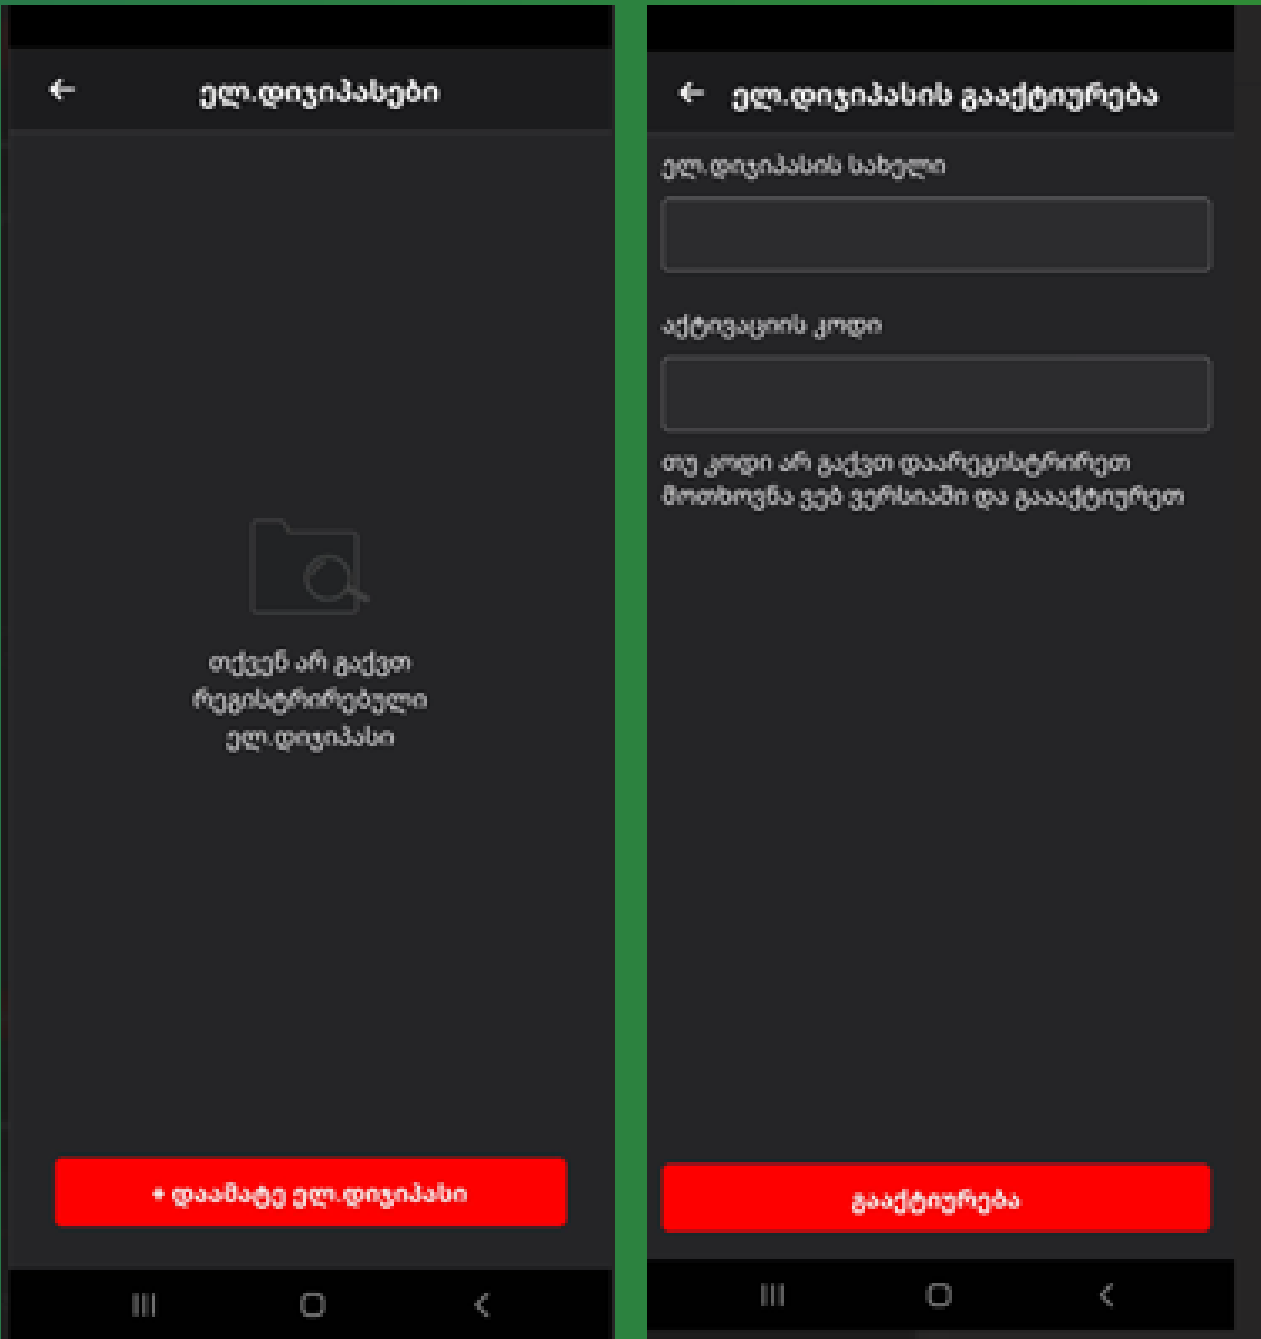 ელ.დიჯიპასები
თქვენ არ გაქვთ
რეგისტრირებული
ელ.დიჯიპასი
+ დაამატე ელ.დიჯიპასი
ელ.დიჯიპასის გააქტიურება
ელ.დიჯიპასის სახელი
აქტივაციის კოდი
თუ კოდი არ გაქვთ დაარეგისტრირეთ
მოთხოვნა ვებ ვერსიაში და გაააქტიურეთ
გააქტიურება